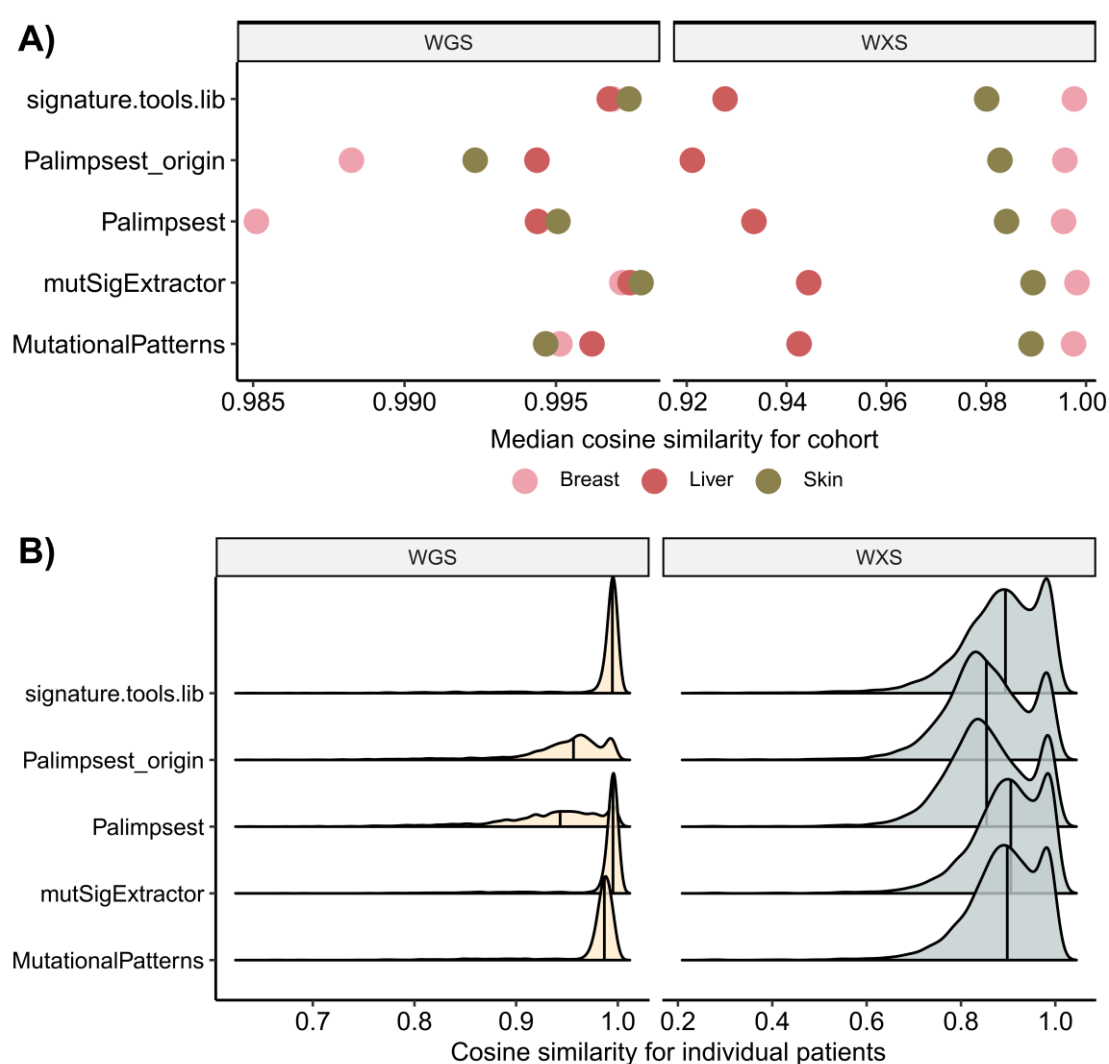 A)
WGS WXS
signature.tools.lib
Palimpsest_origin
Palimpsest
mutSigExtractor
MutationalPatterns
0.985 0.990 0.995 0.92 0.94 0.96 0.98 1.00
Median cosine similarity for cohort
Breast Liver Skin
B)
WGS WXS
signature.tools.lib
Palimpsest_origin
Palimpsest
mutSigExtractor
MutationalPatterns
0.7 0.8 0.9 1.0 0.2 0.4 0.6 0.8 1.0
Cosine similarity for individual patients